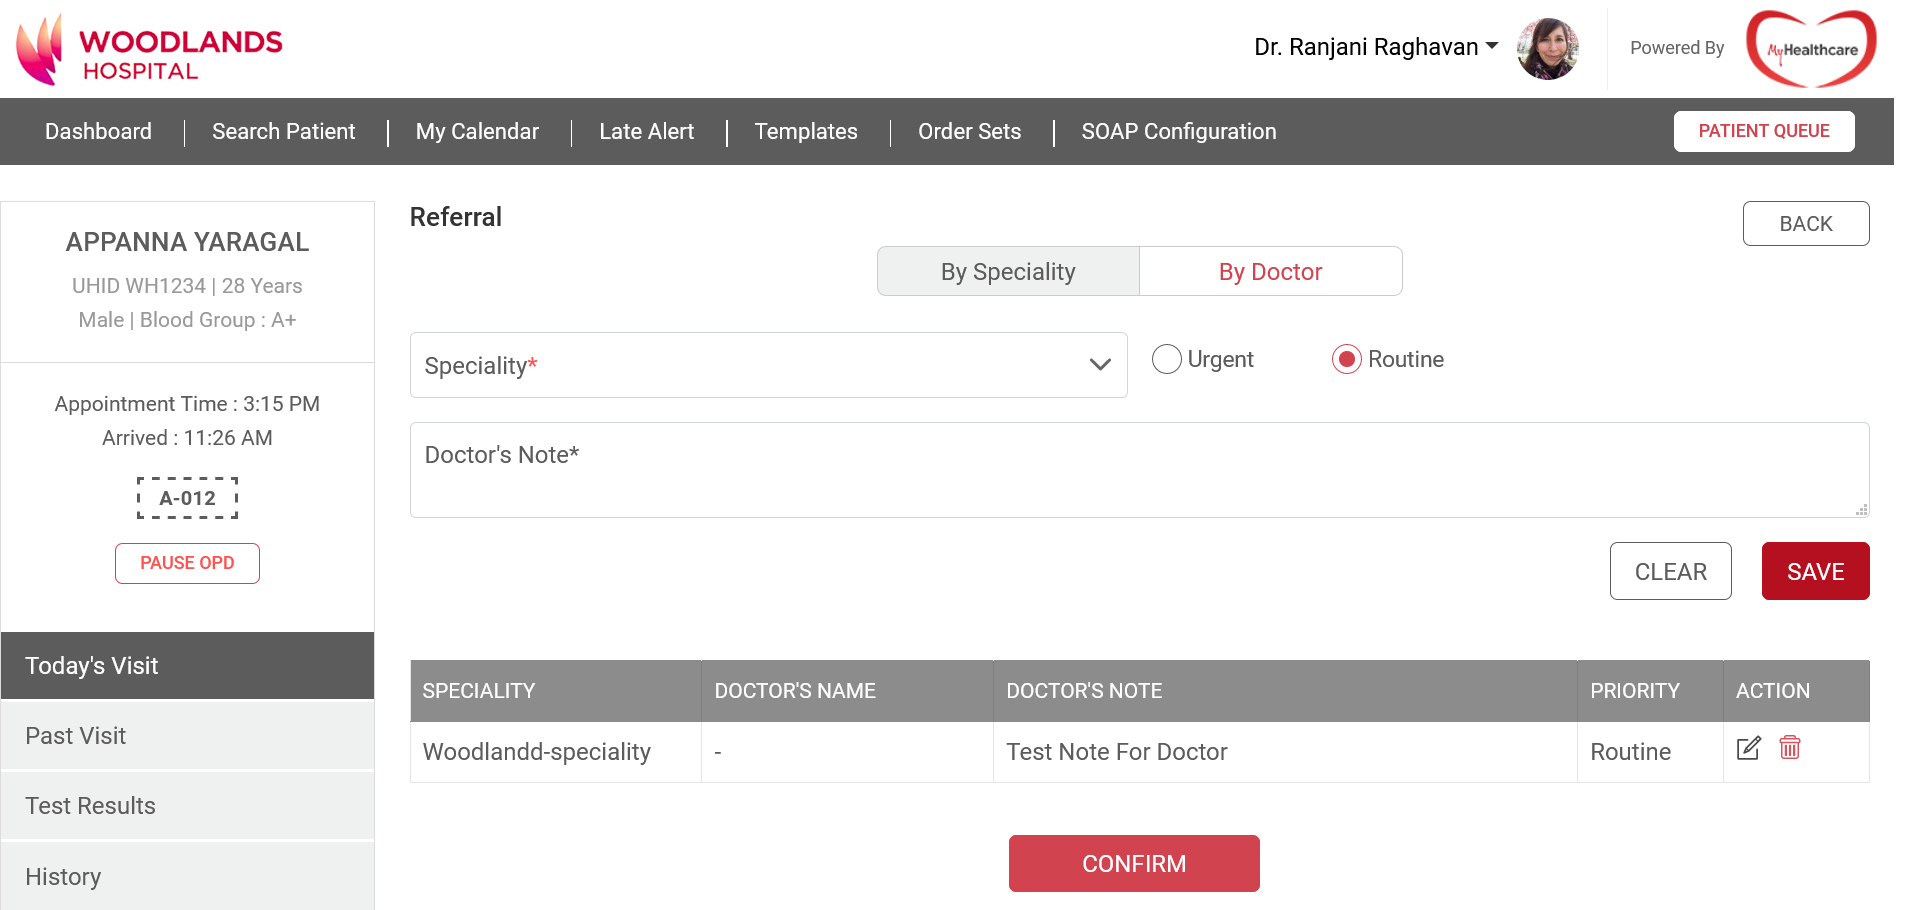 WOODLANDS
HOSPITAL
Dr. Ranjani Raghavan
Powered By
MyHealthcare
Dashboard
Search Patient
My Calendar
Late Alert
Templates
Order Sets
SOAP Configuration
PATIENT QUEUE
APPANNA YARAGAL
UHID WH1234 | 28 Years
Male | Blood Group : A+
Appointment Time : 3:15 PM
Arrived : 11:26 AM
A-012
PAUSE OPD
Today's Visit
Past Visit
Test Results
History
Referral
BACK
By Speciality
By Doctor
Speciality*
Urgent
Routine
Doctor's Note*
CLEAR
SAVE
SPECIALITY
DOCTOR'S NAME
DOCTOR'S NOTE
PRIORITY
ACTION
Woodlandd-speciality
-
Test Note For Doctor
Routine
CONFIRM